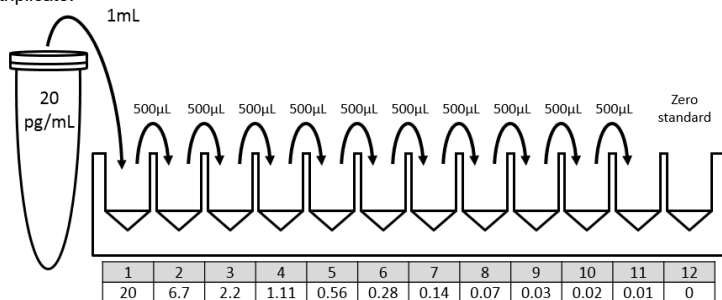 1mL
20
pg/mL
500µL 500µL 500µL 500µL 500µL 500µL 500µL 500µL 500µL 500µL
Zero
standard
1 2 3 4 5 6 7 8 9 10 11 12
20 6.7 2.2 1.11 0.56 0.28 0.14 0.07 0.03 0.02 0.01 0